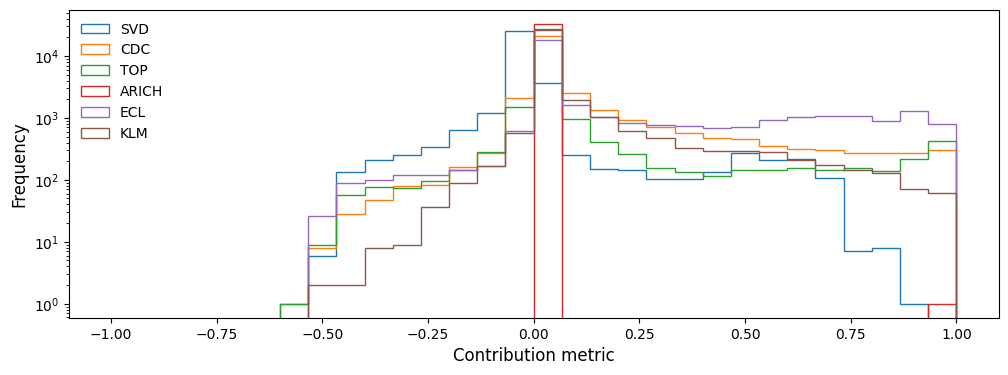 SVD
CDC
TOP
ARICH
ECL
KLM
Frequency
10⁴
10³
10²
10¹
10⁰
−1.00 −0.75 −0.50 −0.25 0.00 0.25 0.50 0.75 1.00
Contribution metric